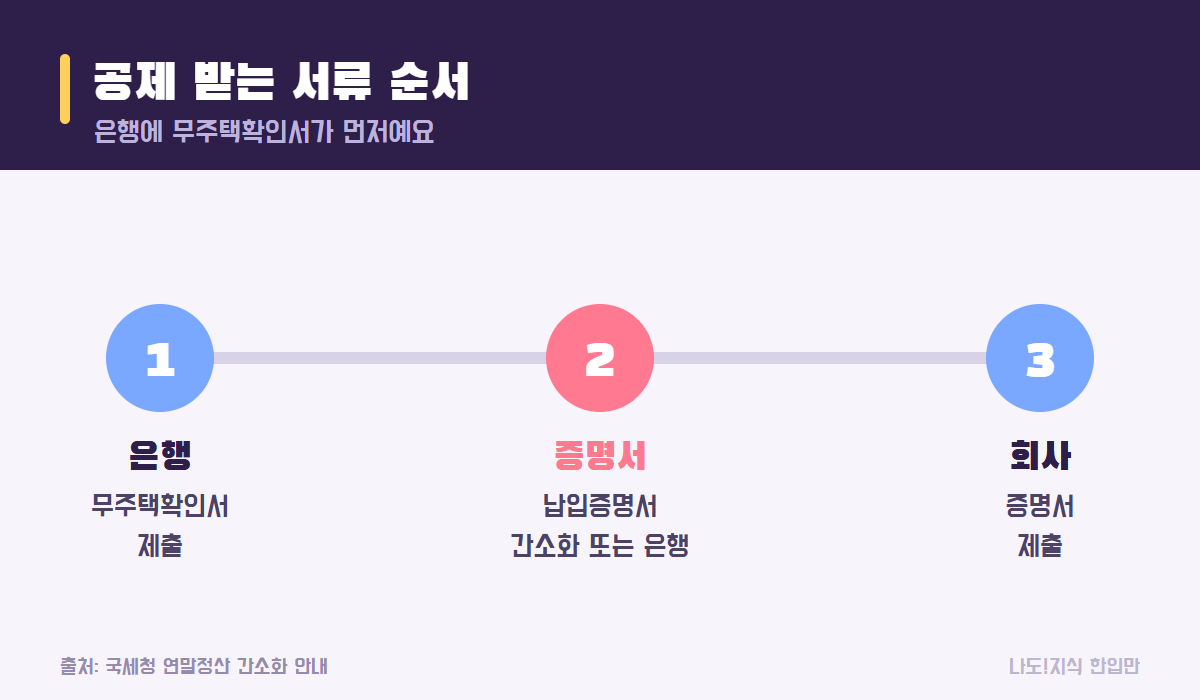 공제 받는 서류 순서
은행에 무주택확인서가 먼저예요
1
2
3
은행
무주택확인서
제출
증명서
납입증명서
간소화 또는 은행
회사
증명서
제출
출처: 국세청 연말정산 간소화 안내
나도!지식 한입만